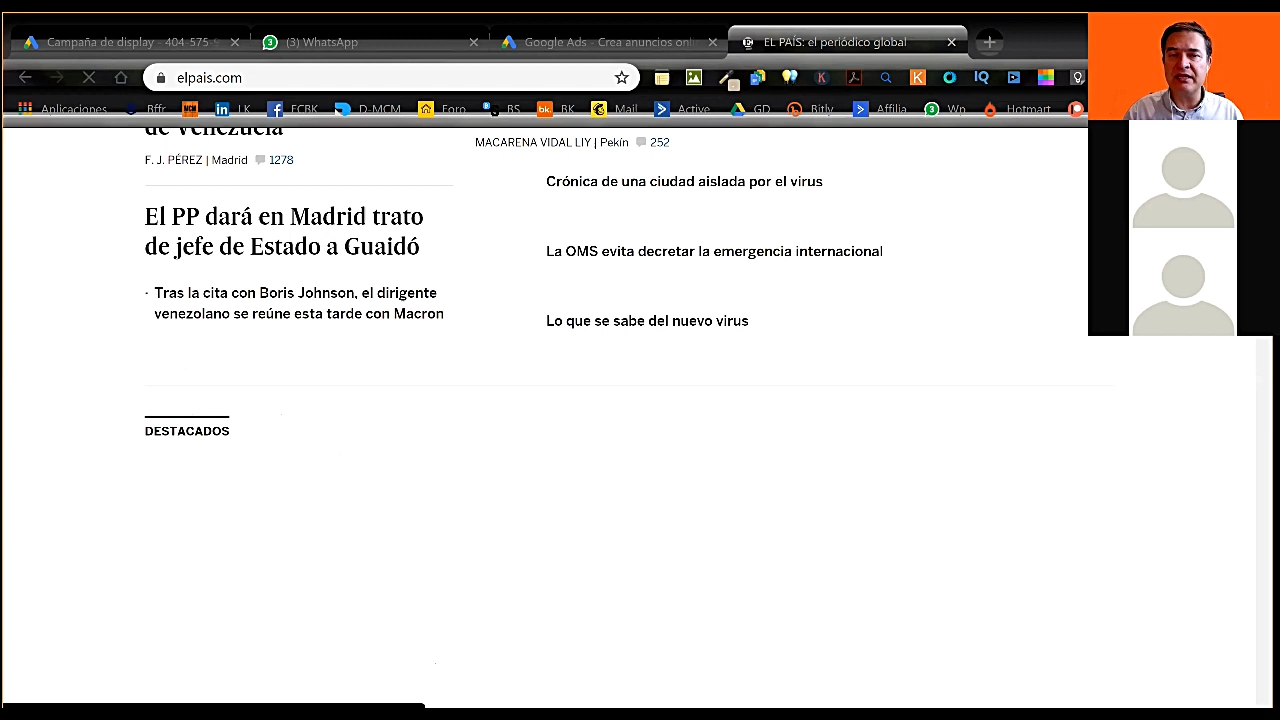 Campaña de display - 404-575
(3) WhatsApp
Google Ads - Crea anuncios onli
EL PAÍS: el periódico global
elpais.com
Aplicaciones
Bffr
LK
FCBK
D-MCM
Foro
BS
BK
Mail
Active
GD
Bitly
Affilia
Wp
Hotmart
de Venezuela
F. J. PÉREZ | Madrid 1278
El PP dará en Madrid trato
de jefe de Estado a Guaidó
· Tras la cita con Boris Johnson, el dirigente
venezolano se reúne esta tarde con Macron
MACARENA VIDAL LIY | Pekín 252
Crónica de una ciudad aislada por el virus
La OMS evita decretar la emergencia internacional
Lo que se sabe del nuevo virus
DESTACADOS